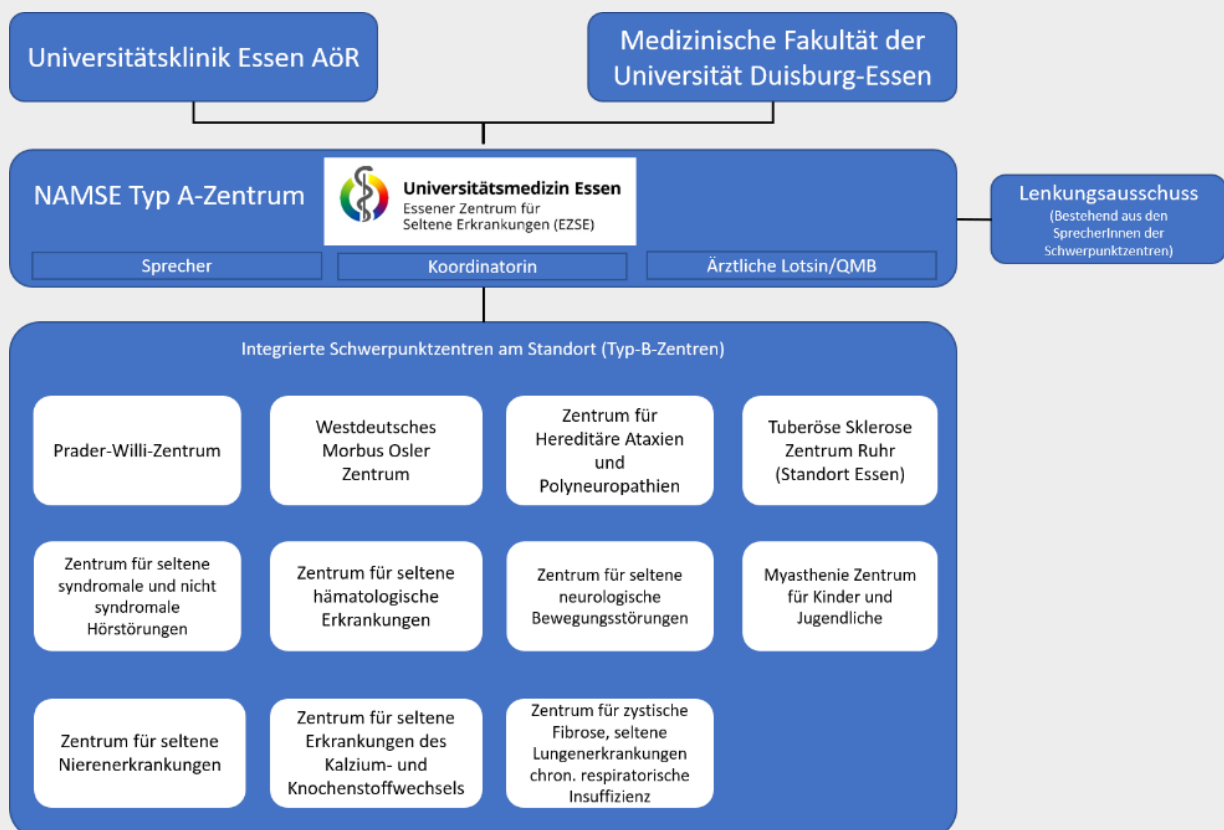 Universitätsklinik Essen AöR
Medizinische Fakultät der
Universität Duisburg-Essen
NAMSE Typ A-Zentrum
Universitätsmedizin Essen
Essener Zentrum für
Seltene Erkrankungen (EZSE)
Sprecher
Koordinatorin
Ärztliche Lotsin/QMB
Lenkungsausschuss
(Bestehend aus den
SprecherInnen der
Schwerpunktzentren)
Integrierte Schwerpunktzentren am Standort (Typ-B-Zentren)
Prader-Willi-Zentrum
Westdeutsches
Morbus Osler
Zentrum
Zentrum für
Hereditäre Ataxien
und
Polyneuropathien
Tuberöse Sklerose
Zentrum Ruhr
(Standort Essen)
Zentrum für seltene
syndromale und nicht
syndromale
Hörstörungen
Zentrum für seltene
hämatologische
Erkrankungen
Zentrum für seltene
neurologische
Bewegungsstörungen
Myasthenie Zentrum
für Kinder und
Jugendliche
Zentrum für seltene
Nierenerkrankungen
Zentrum für seltene
Erkrankungen des
Kalzium- und
Knochenstoffwechsels
Zentrum für zystische
Fibrose, seltene
Lungenerkrankungen
chron. respiratorische
Insuffizienz